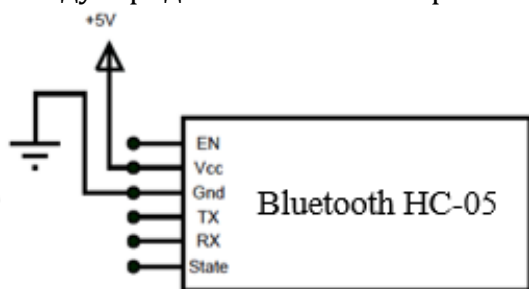 +5V
EN
Vcc
Gnd
TX
RX
State
Bluetooth HC-05